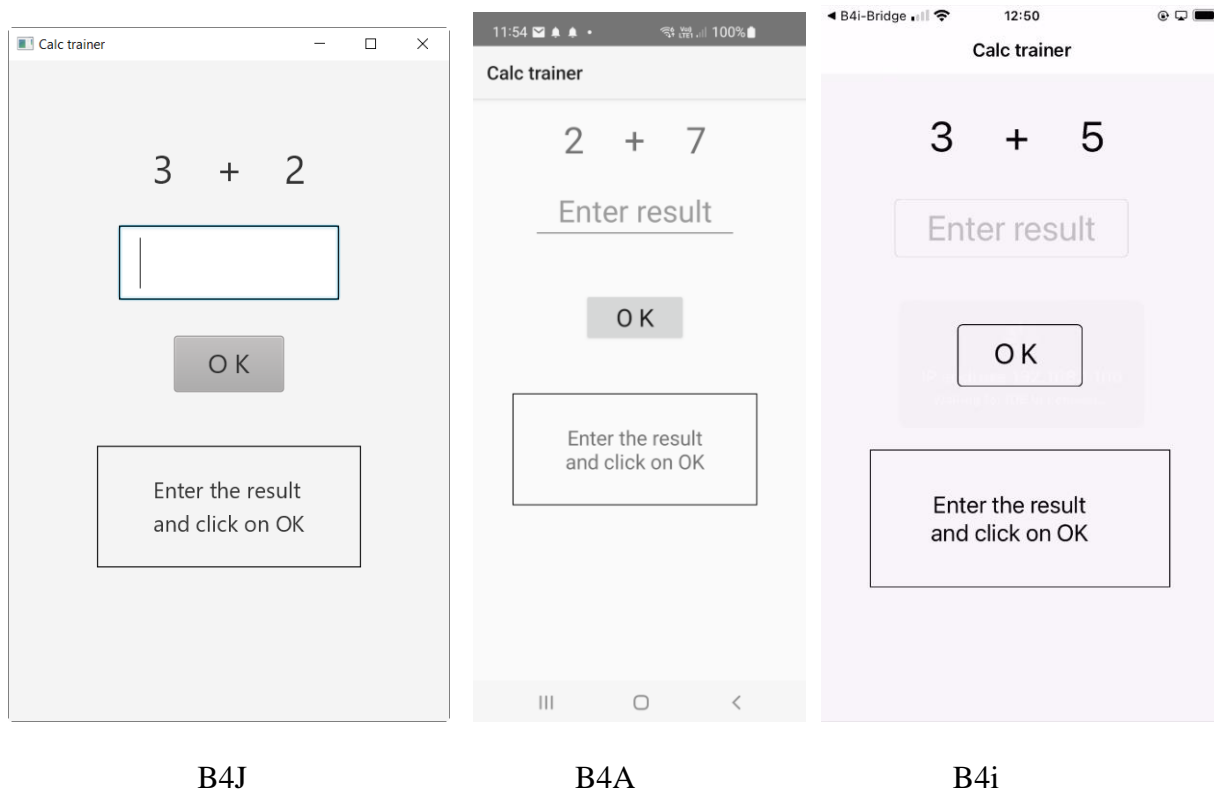 Calc trainer
3 + 2
O K
Enter the result
and click on OK
11:54 100%
Calc trainer
2 + 7
Enter result
O K
Enter the result
and click on OK
B4i-Bridge 12:50
Calc trainer
3 + 5
Enter result
O K
Enter the result
and click on OK
B4J B4A B4i